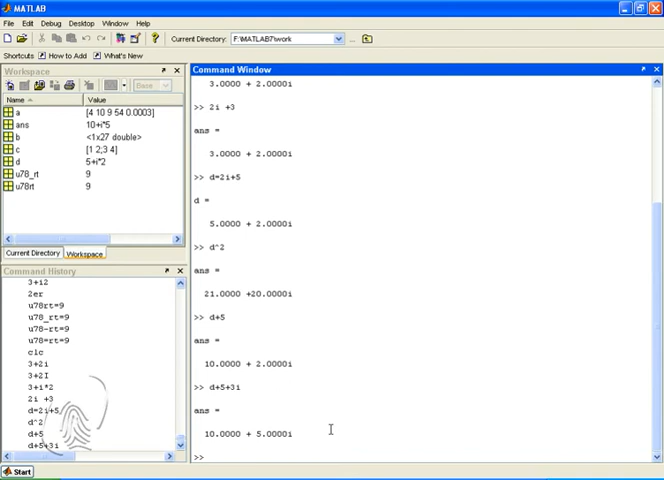 MATLAB
File Edit Debug Desktop Window Help
Current Directory: F:\MATLAB7\work
Shortcuts How to Add What's New
Workspace
Base
Name Value
a [4 10 9 54 0.0003]
ans 10+i*5
b <1x27 double>
c [1 2;3 4]
d 5+i*2
u78_rt 9
u78rt 9
Current Directory Workspace
Command History
3+i2
2er
u78rt=9
u78_rt=9
u78-rt=9
u78=rt=9
clc
3+2i
3+2I
3+i*2
2i +3
d=2i+5
d^2
d+5
d+5+3i
Command Window
3.0000 + 2.0000i
>> 2i +3
ans =
3.0000 + 2.0000i
>> d=2i+5
d =
5.0000 + 2.0000i
>> d^2
ans =
21.0000 +20.0000i
>> d+5
ans =
10.0000 + 2.0000i
>> d+5+3i
ans =
10.0000 + 5.0000i
>>
Start